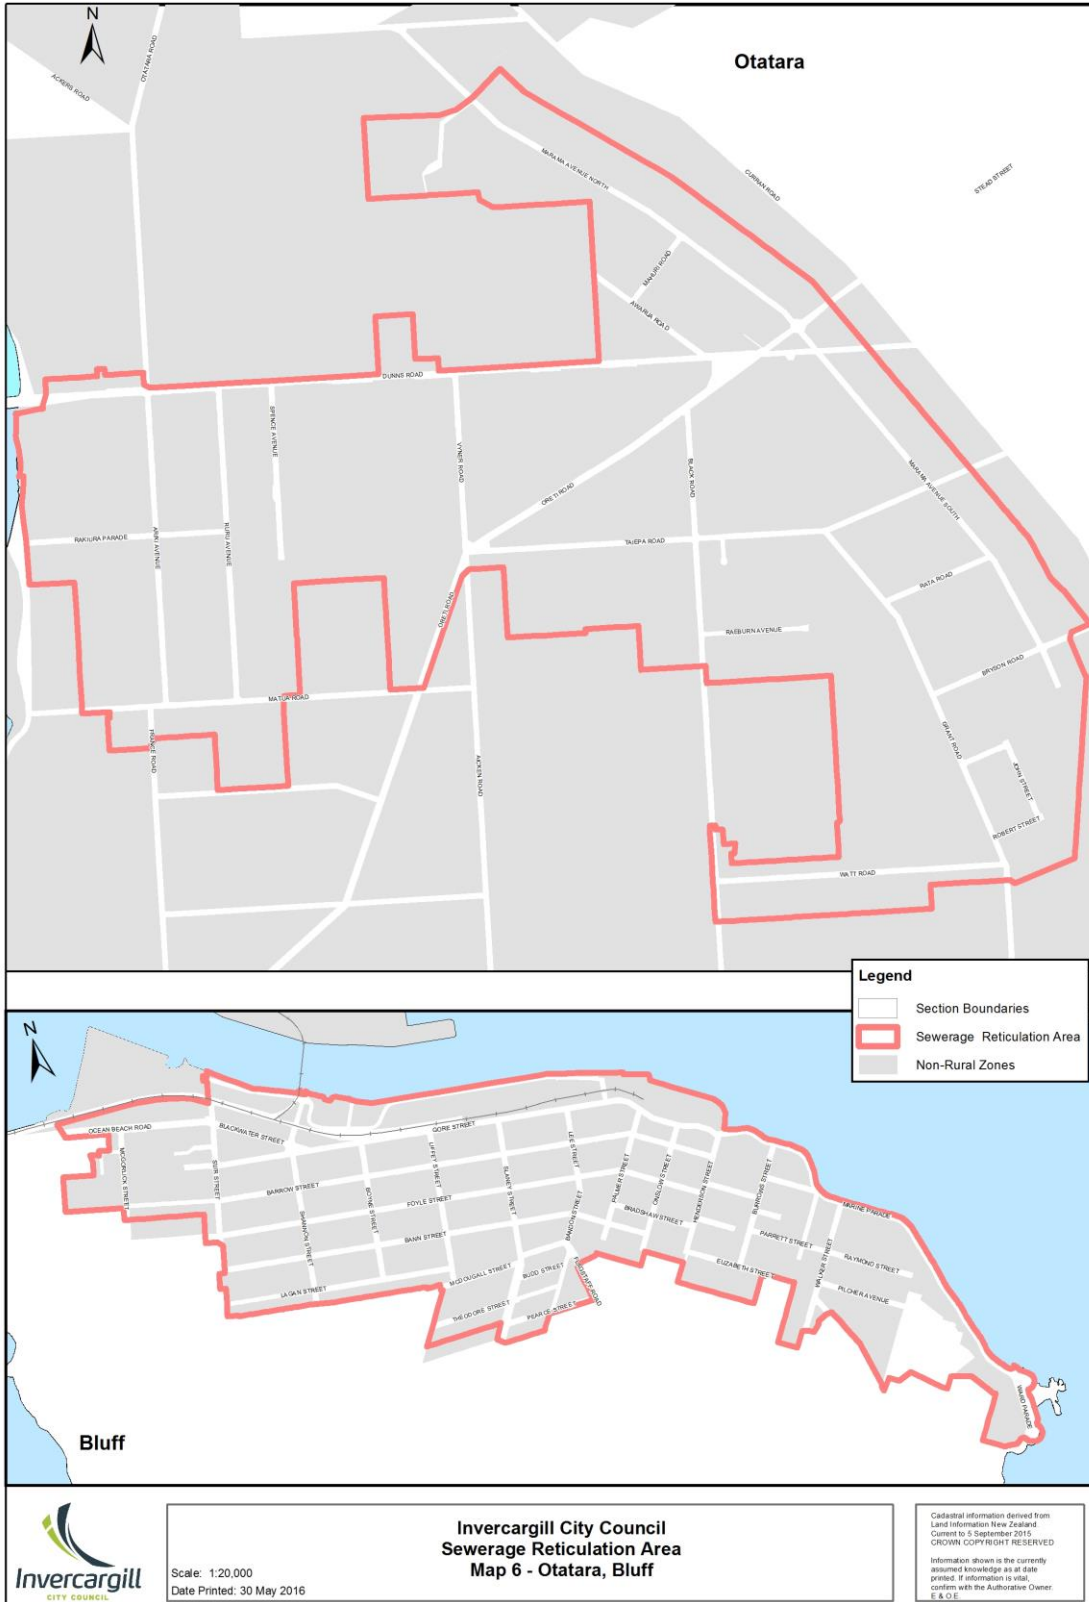 N
Otatara
OTATARA ROAD
ACKERS ROAD
MARAMA AVENUE NORTH
CURRAN ROAD
STEAD STREET
MAHURI ROAD
AWARUA ROAD
DUNNS ROAD
SPENCE AVENUE
VYNER ROAD
ORETI ROAD
BLACK ROAD
MARAMA AVENUE SOUTH
RAKIURA PARADE
ARIKI AVENUE
RURU AVENUE
TAIEPA ROAD
ORETI ROAD
RATA ROAD
RAEBURN AVENUE
BRYSON ROAD
MATUA ROAD
FRANCE ROAD
AICKEN ROAD
GRANT ROAD
JOHN STREET
ROBERT STREET
WATT ROAD
Legend
Section Boundaries
Sewerage Reticulation Area
Non-Rural Zones
N
OCEAN BEACH ROAD
MCGORLICK STREET
BLACKWATER STREET
SUIR STREET
GORE STREET
BARROW STREET
SHANNON STREET
BOYNE STREET
LIFFEY STREET
FOYLE STREET
SLANEY STREET
LEE STREET
BANN STREET
BANDON STREET
PALMER STREET
ONSLOW STREET
BRADSHAW STREET
HENDERSON STREET
BURROWS STREET
MARINE PARADE
PARRETT STREET
RAYMOND STREET
WALKER STREET
ELIZABETH STREET
PILCHER AVENUE
LAGAN STREET
MCDOUGALL STREET
BUDD STREET
FLAGSTAFF ROAD
THEODORE STREET
PEARCE STREET
WARD PARADE
Bluff
Invercargill
CITY COUNCIL
Scale: 1:20,000
Date Printed: 30 May 2016
Invercargill City Council
Sewerage Reticulation Area
Map 6 - Otatara, Bluff
Cadastral information derived from
Land Information New Zealand
Current to 5 September 2015
CROWN COPYRIGHT RESERVED
Information shown is the currently
assumed knowledge as at date
printed. If information is vital,
confirm with the Authorative Owner.
E & O.E.